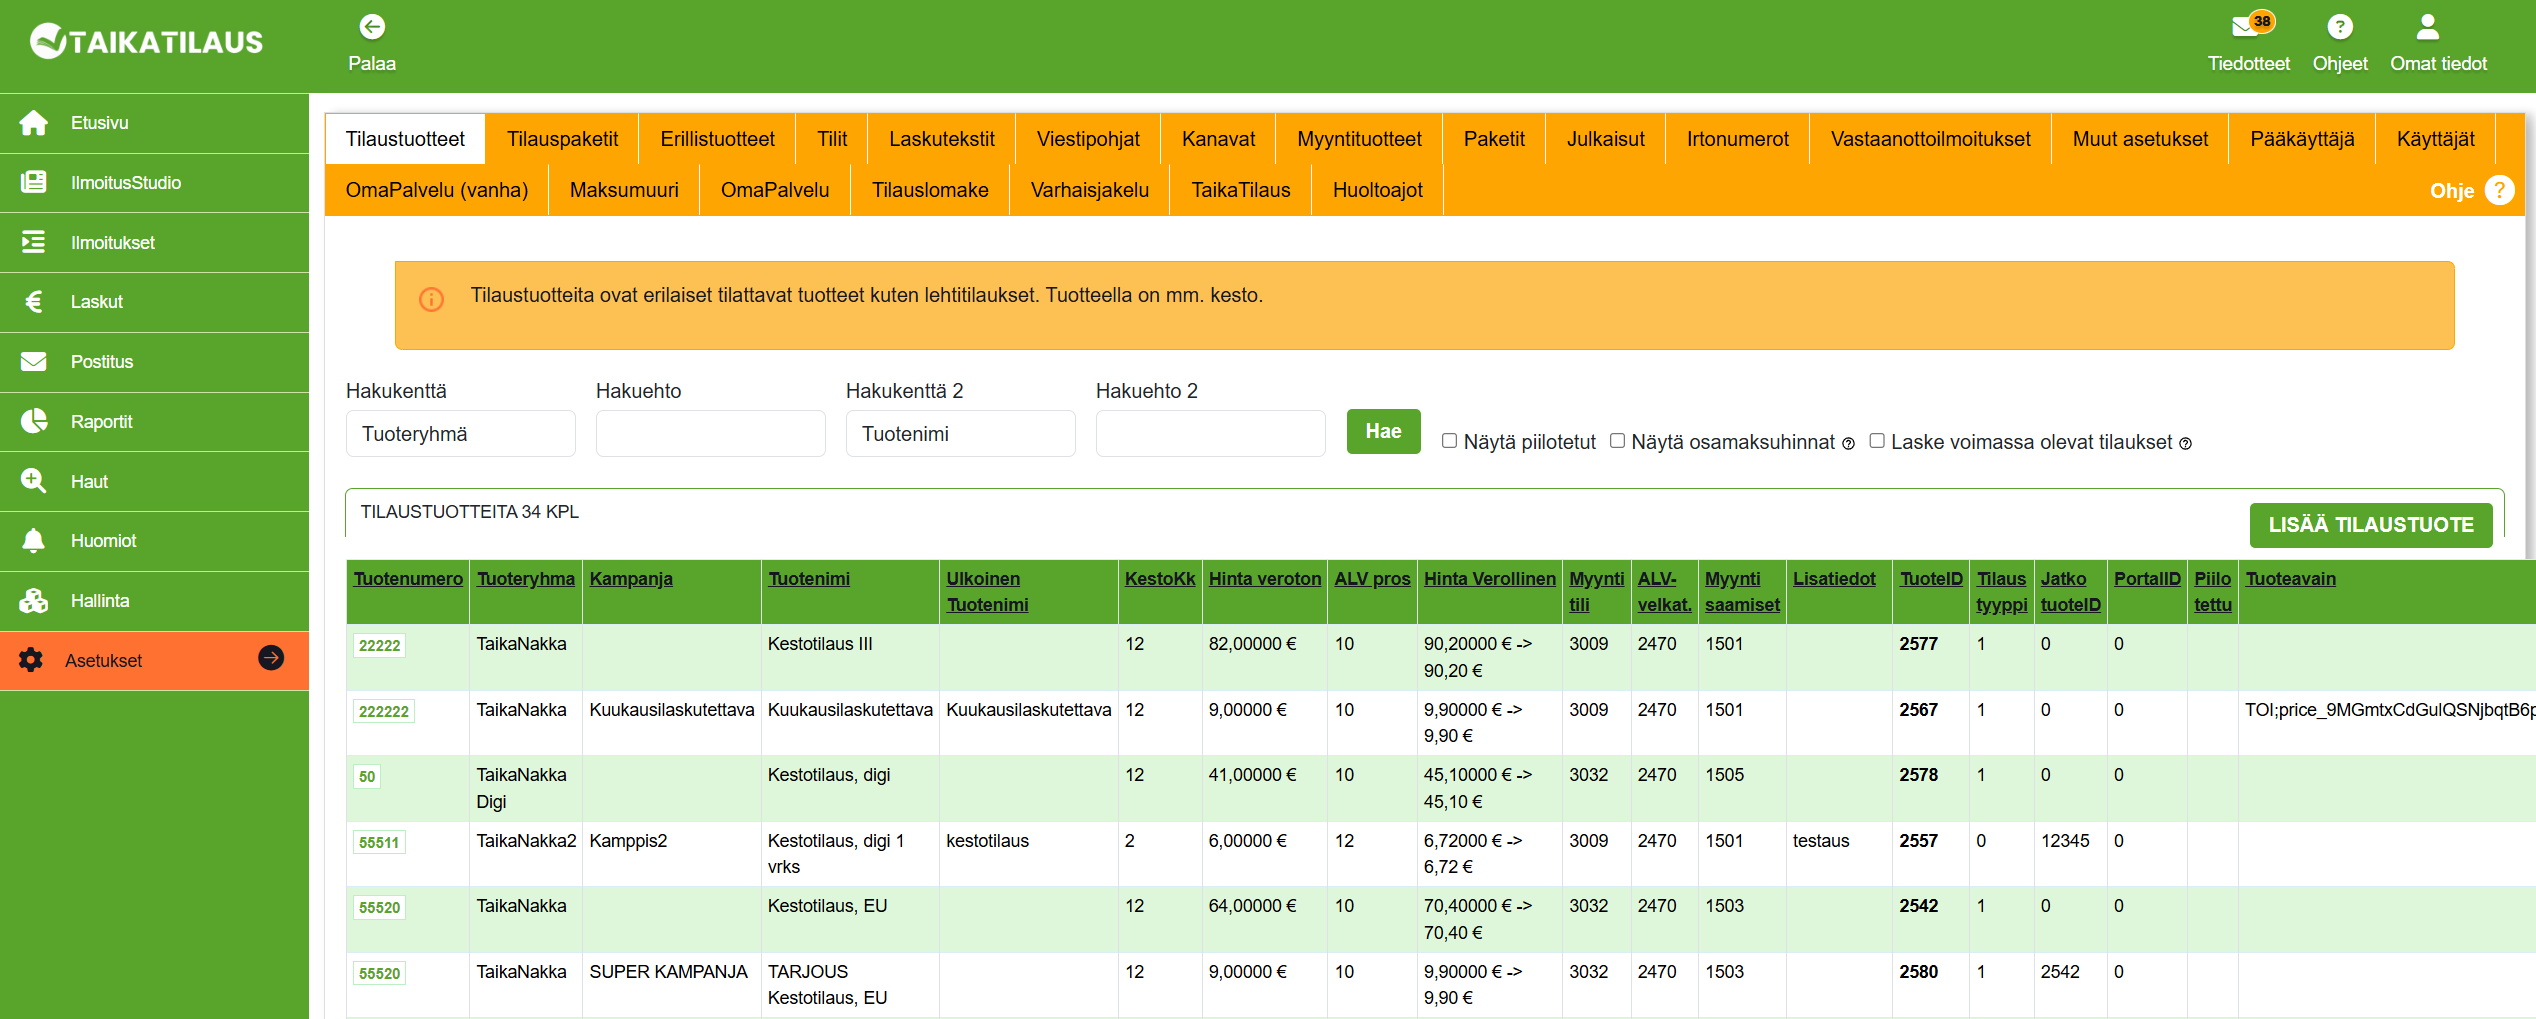 TAIKATILAUS
Palaa
38
Tiedotteet
Ohjeet
Omat tiedot
Etusivu
IlmoitusStudio
Ilmoitukset
Laskut
Postitus
Raportit
Haut
Huomiot
Hallinta
Asetukset
Tilaustuotteet Tilauspaketit Erillistuotteet Tilit Laskutekstit Viestipohjat Kanavat Myyntituotteet Paketit Julkaisut Irtonumerot Vastaanottoilmoitukset Muut asetukset Pääkäyttäjä Käyttäjät
OmaPalvelu (vanha) Maksumuuri OmaPalvelu Tilauslomake Varhaisjakelu TaikaTilaus Huoltoajot Ohje ?
Tilaustuotteita ovat erilaiset tilattavat tuotteet kuten lehtitilaukset. Tuotteella on mm. kesto.
Hakukenttä Hakuehto Hakukenttä 2 Hakuehto 2
Tuoteryhmä Tuotenimi Hae Näytä piilotetut Näytä osamaksuhinnat Laske voimassa olevat tilaukset
TILAUSTUOTTEITA 34 KPL
LISÄÄ TILAUSTUOTE
Tuotenumero Tuoteryhma Kampanja Tuotenimi Ulkoinen Tuotenimi KestoKk Hinta veroton ALV pros Hinta Verollinen Myynti tili ALV-velkat. Myynti saamiset Lisatiedot TuoteID Tilaus tyyppi Jatko tuoteID PortalID Piilo tettu Tuoteavain
22222 TaikaNakka Kestotilaus III 12 82,00000 € 10 90,20000 € -> 90,20 € 3009 2470 1501 2577 1 0 0
222222 TaikaNakka Kuukausilaskutettava Kuukausilaskutettava Kuukausilaskutettava 12 9,00000 € 10 9,90000 € -> 9,90 € 3009 2470 1501 2567 1 0 0 TOI;price_9MGmtxCdGulQSNjbqtB6p
50 TaikaNakka Digi Kestotilaus, digi 12 41,00000 € 10 45,10000 € -> 45,10 € 3032 2470 1505 2578 1 0 0
55511 TaikaNakka2 Kamppis2 Kestotilaus, digi 1 vrks kestotilaus 2 6,00000 € 12 6,72000 € -> 6,72 € 3009 2470 1501 testaus 2557 0 12345 0
55520 TaikaNakka Kestotilaus, EU 12 64,00000 € 10 70,40000 € -> 70,40 € 3032 2470 1503 2542 1 0 0
55520 TaikaNakka SUPER KAMPANJA TARJOUS Kestotilaus, EU 12 9,00000 € 10 9,90000 € -> 9,90 € 3032 2470 1503 2580 1 2542 0